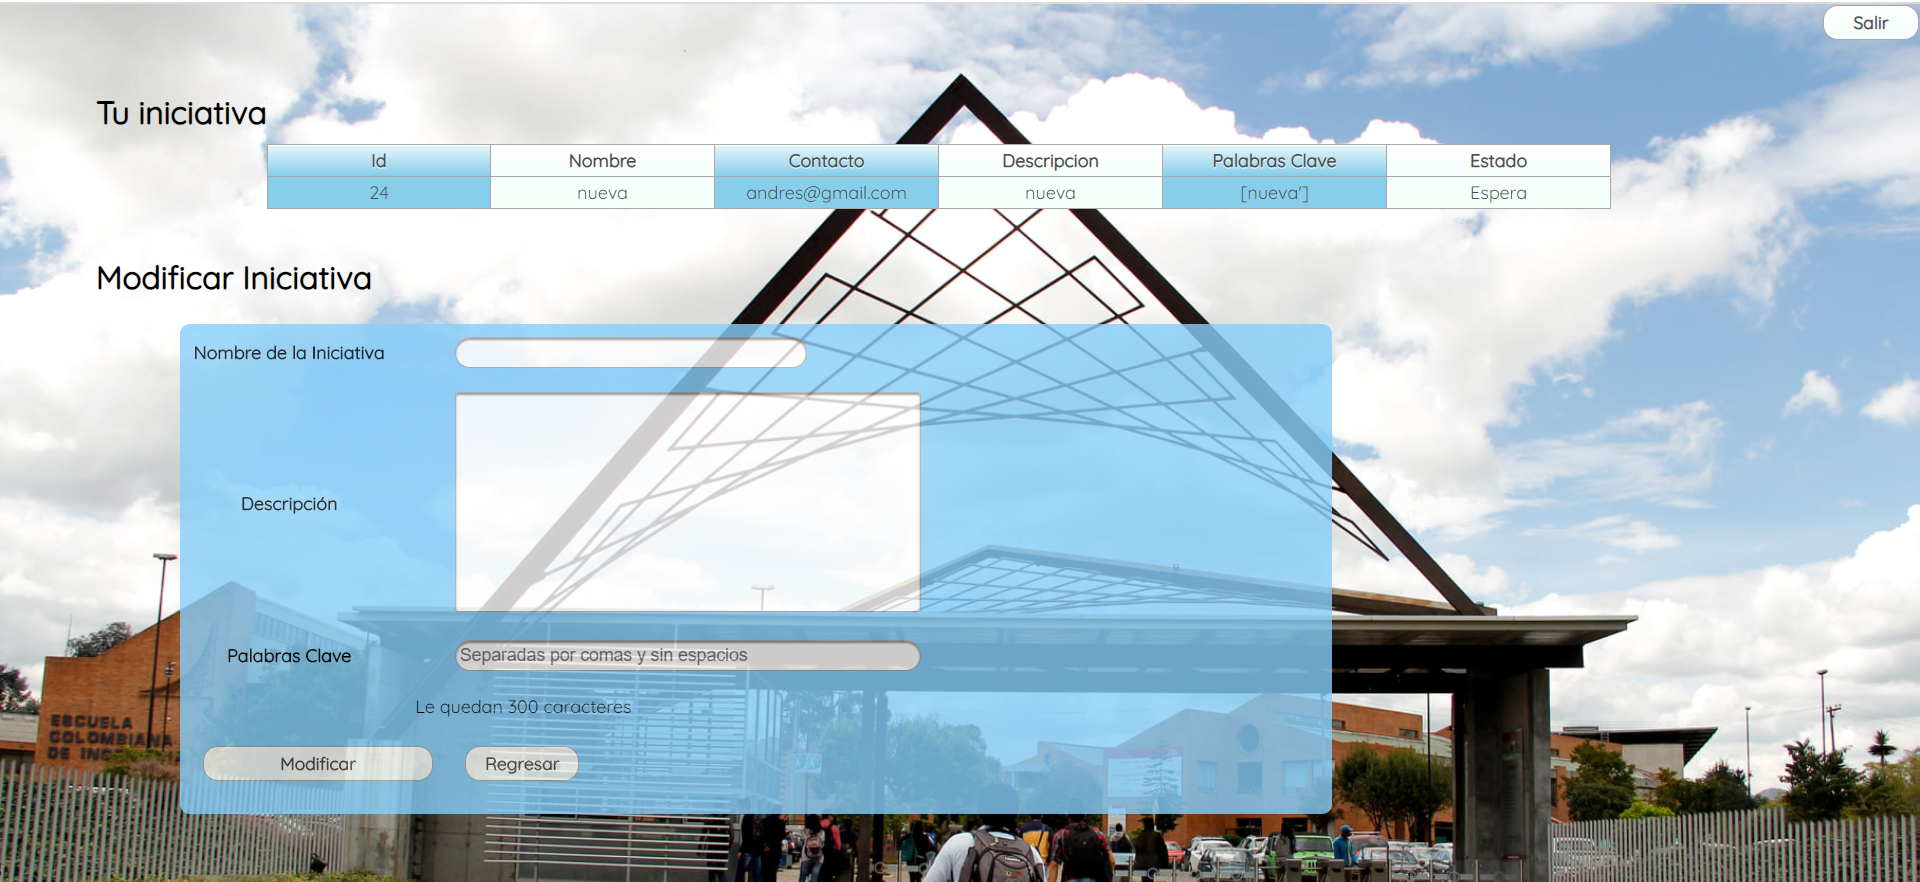 Salir
Tu iniciativa
Id Nombre Contacto Descripcion Palabras Clave Estado
24 nueva andres@gmail.com nueva [nueva'] Espera
Modificar Iniciativa
Nombre de la Iniciativa
Descripción
Palabras Clave Separadas por comas y sin espacios
Le quedan 300 caracteres
Modificar Regresar
ESCUELA
COLOMBIANA
DE